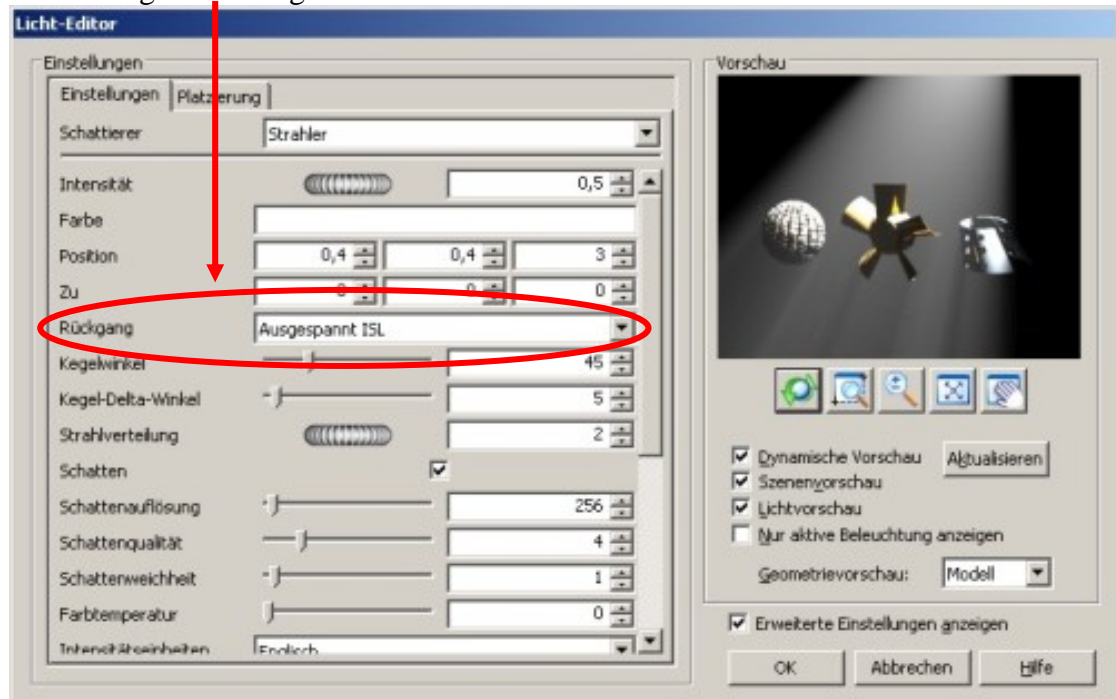 Licht-Editor
Einstellungen
Einstellungen Platzierung
Schattierer Strahler
Intensität 0,5
Farbe
Position 0,4 0,4 3
Zu 0 0 0
Rückgang Ausgespannt ISL
Kegelwinkel 45
Kegel-Delta-Winkel 5
Strahlverteilung 2
Schatten
Schattenauflösung 256
Schattenqualität 4
Schattenweichheit 1
Farbtemperatur 0
Intensitätseinheiten Englisch
Vorschau
Dynamische Vorschau Aktualisieren
Szenenvorschau
Lichtvorschau
Nur aktive Beleuchtung anzeigen
Geometrievorschau: Modell
Erweiterte Einstellungen anzeigen
OK Abbrechen Hilfe